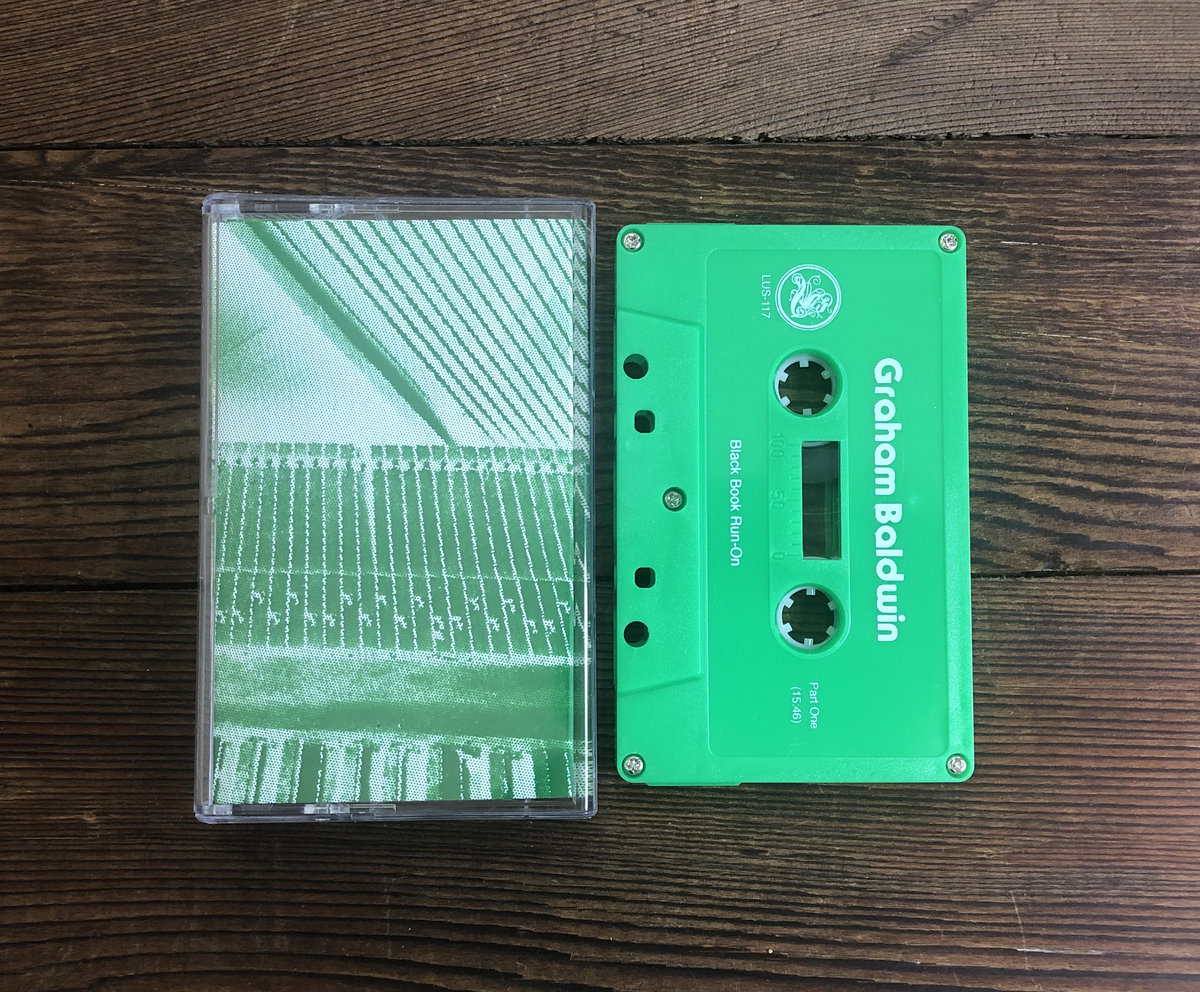 Graham Baldwin
LUS-117
100 50 0
Black Book Run-On
Part One
(15:46)